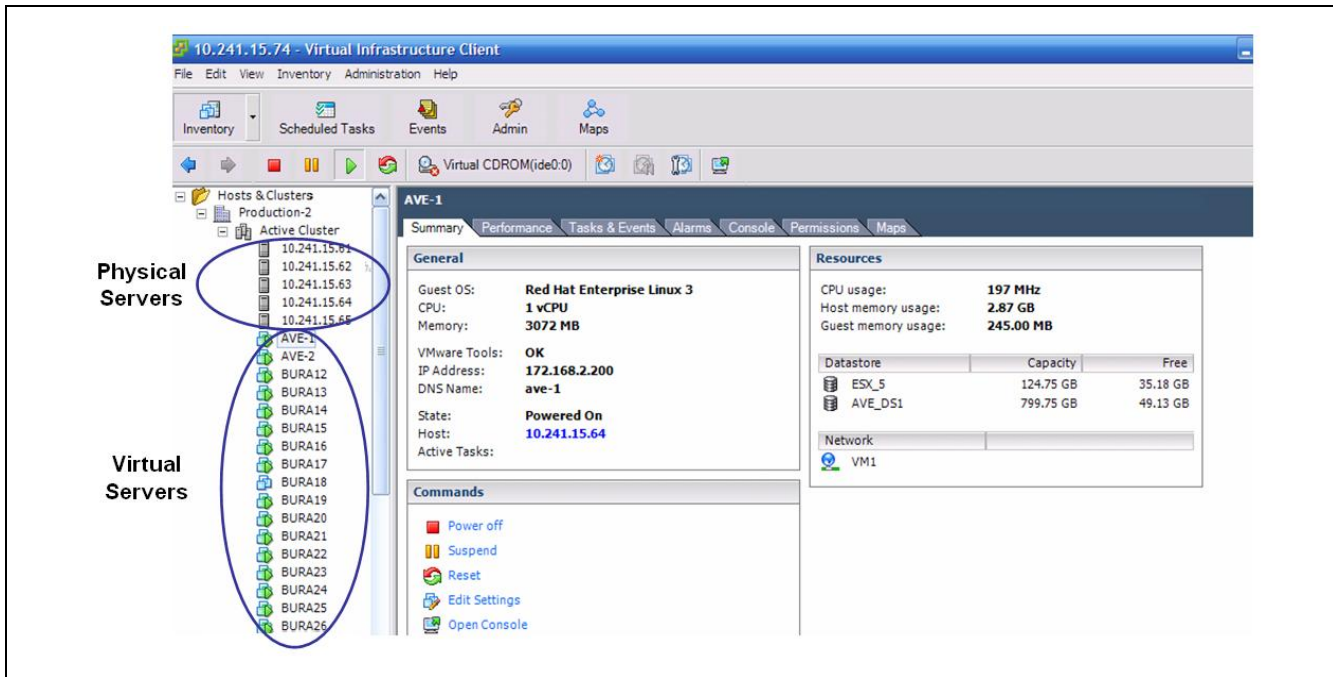 10.241.15.74 - Virtual Infrastructure Client
File Edit View Inventory Administration Help
Inventory Scheduled Tasks Events Admin Maps
Virtual CDROM(ide0:0)
Hosts & Clusters
Production-2
Active Cluster
10.241.15.61
10.241.15.62
10.241.15.63
10.241.15.64
10.241.15.65
AVE-1
AVE-2
BURA12
BURA13
BURA14
BURA15
BURA16
BURA17
BURA18
BURA19
BURA20
BURA21
BURA22
BURA23
BURA24
BURA25
BURA26
Physical
Servers
Virtual
Servers
AVE-1
Summary Performance Tasks & Events Alarms Console Permissions Maps
General
Guest OS: Red Hat Enterprise Linux 3
CPU: 1 vCPU
Memory: 3072 MB
VMware Tools: OK
IP Address: 172.168.2.200
DNS Name: ave-1
State: Powered On
Host: 10.241.15.64
Active Tasks:
Commands
Power off
Suspend
Reset
Edit Settings
Open Console
Resources
CPU usage: 197 MHz
Host memory usage: 2.87 GB
Guest memory usage: 245.00 MB
Datastore Capacity Free
ESX_5 124.75 GB 35.18 GB
AVE_DS1 799.75 GB 49.13 GB
Network
VM1